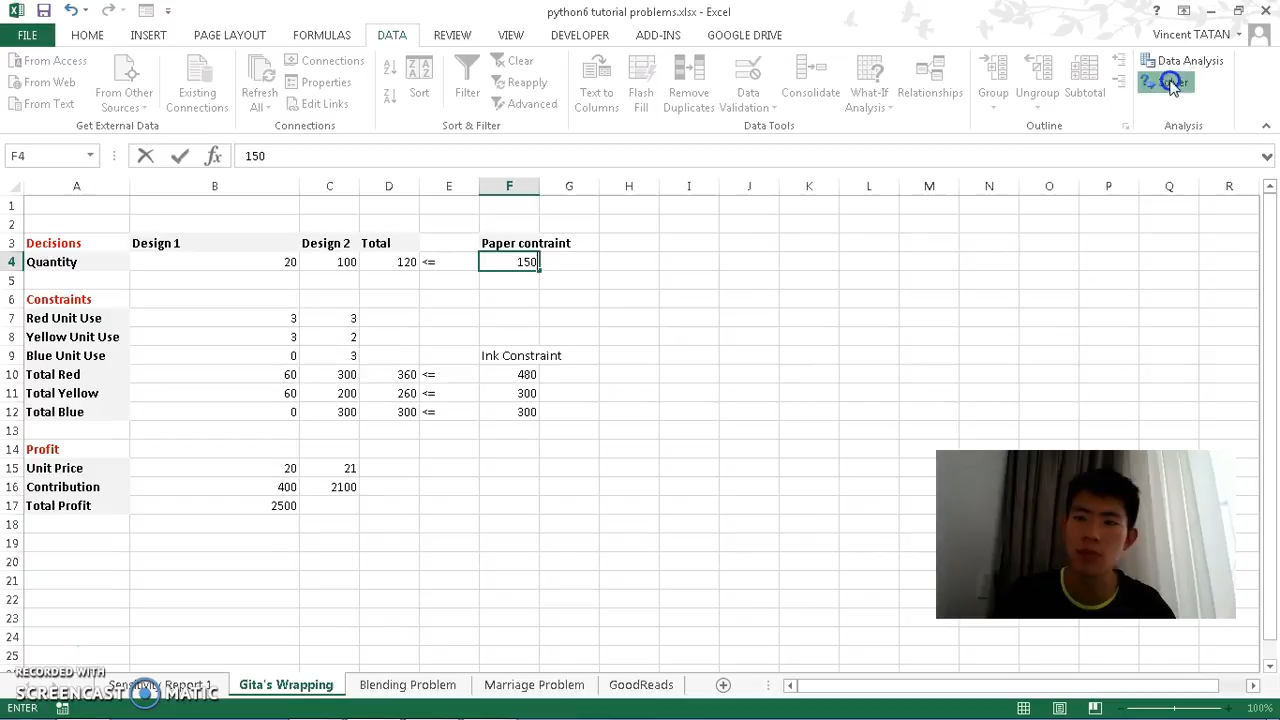 python6 tutorial problems.xlsx - Excel
FILE HOME INSERT PAGE LAYOUT FORMULAS DATA REVIEW VIEW DEVELOPER ADD-INS GOOGLE DRIVE Vincent TATAN
From Access
From Web
From Text
From Other Sources
Existing Connections
Get External Data
Refresh All
Connections
Properties
Edit Links
Connections
Sort
Filter
Clear
Reapply
Advanced
Sort & Filter
Text to Columns
Flash Fill
Remove Duplicates
Data Validation
Consolidate
What-If Analysis
Relationships
Data Tools
Group
Ungroup
Subtotal
Outline
Data Analysis
Analysis
F4 fx 150
A B C D E F G H I J K L M N O P Q R
1
2
3 Decisions Design 1 Design 2 Total Paper contraint
4 Quantity 20 100 120 <= 150
5
6 Constraints
7 Red Unit Use 3 3
8 Yellow Unit Use 3 2
9 Blue Unit Use 0 3 Ink Constraint
10 Total Red 60 300 360 <= 480
11 Total Yellow 60 200 260 <= 300
12 Total Blue 0 300 300 <= 300
13
14 Profit
15 Unit Price 20 21
16 Contribution 400 2100
17 Total Profit 2500
18
19
20
21
22
23
24
25
Sensitivity Report 1 Gita's Wrapping Blending Problem Marriage Problem GoodReads
RECORDED WITH
SCREENCAST MATIC
ENTER 100%